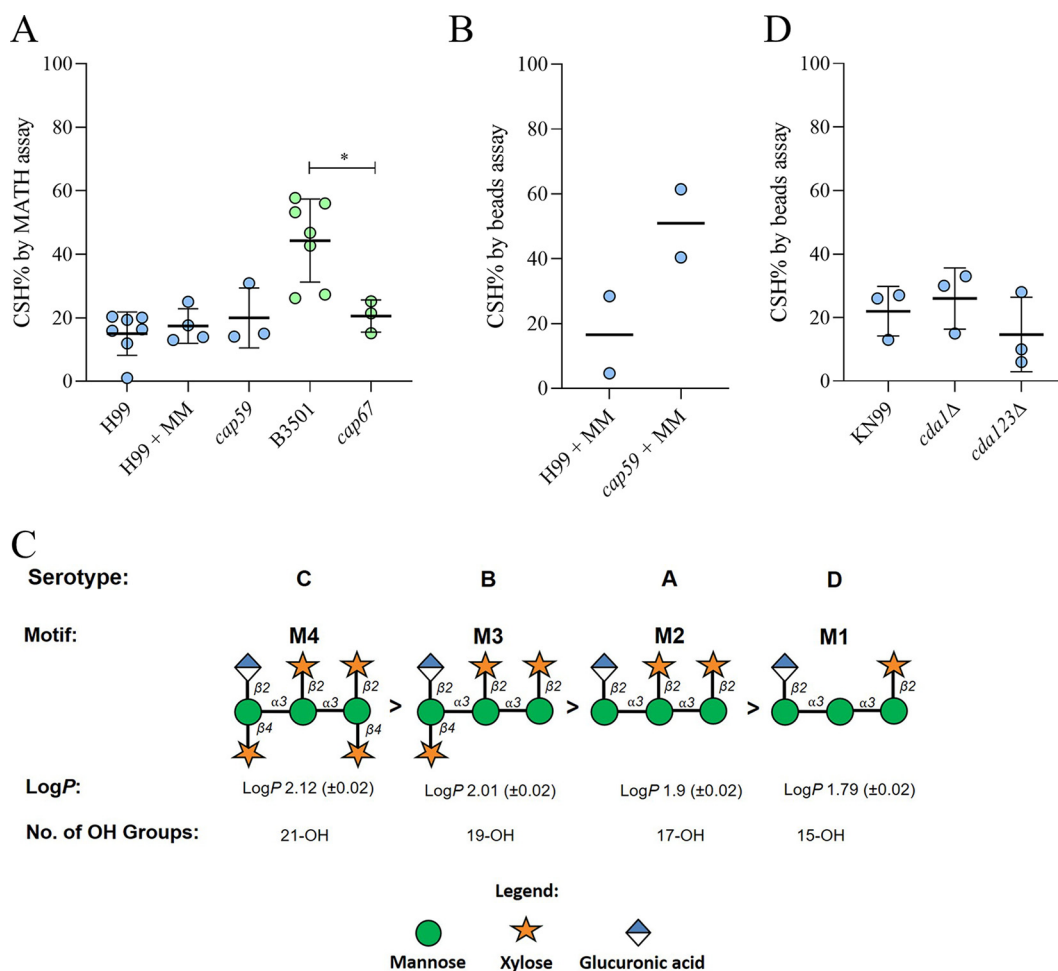 A
CSH% by MATH assay
100
80
60
40
20
0
*
H99
H99 + MM
cap59
B3501
cap67
B
CSH% by beads assay
100
80
60
40
20
0
H99 + MM
cap59 + MM
D
CSH% by beads assay
100
80
60
40
20
0
KN99
cda1Δ
cda123Δ
C
Serotype: C B A D
Motif: M4 M3 M2 M1
β2 β2 β2 β2 β2 β2 β2 β2 β2 β2 β2
α3 α3 > α3 α3 > α3 α3 > α3 α3
β4 β4 β4
LogP: LogP 2.12 (±0.02) LogP 2.01 (±0.02) LogP 1.9 (±0.02) LogP 1.79 (±0.02)
No. of OH Groups: 21-OH 19-OH 17-OH 15-OH
Legend:
Mannose Xylose Glucuronic acid